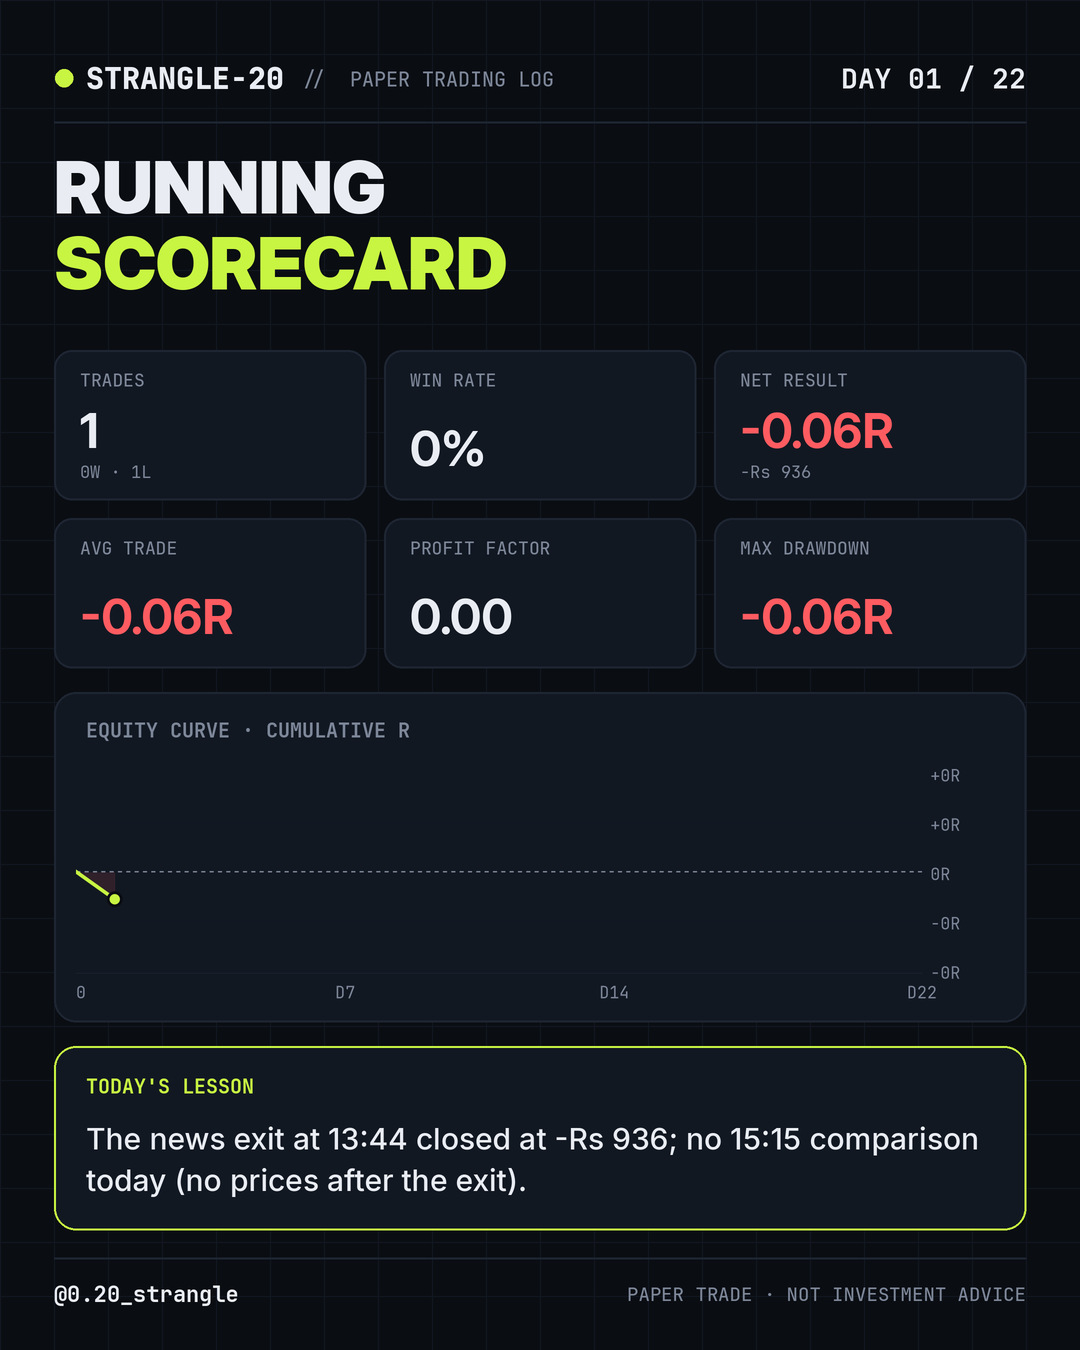 STRANGLE-20 // PAPER TRADING LOG
DAY 01 / 22
RUNNING
SCORECARD
TRADES
1
0W · 1L
WIN RATE
0%
NET RESULT
-0.06R
-Rs 936
AVG TRADE
-0.06R
PROFIT FACTOR
0.00
MAX DRAWDOWN
-0.06R
EQUITY CURVE · CUMULATIVE R
+0R
+0R
0R
-0R
-0R
0 D7 D14 D22
TODAY'S LESSON
The news exit at 13:44 closed at -Rs 936; no 15:15 comparison
today (no prices after the exit).
@0.20_strangle
PAPER TRADE · NOT INVESTMENT ADVICE